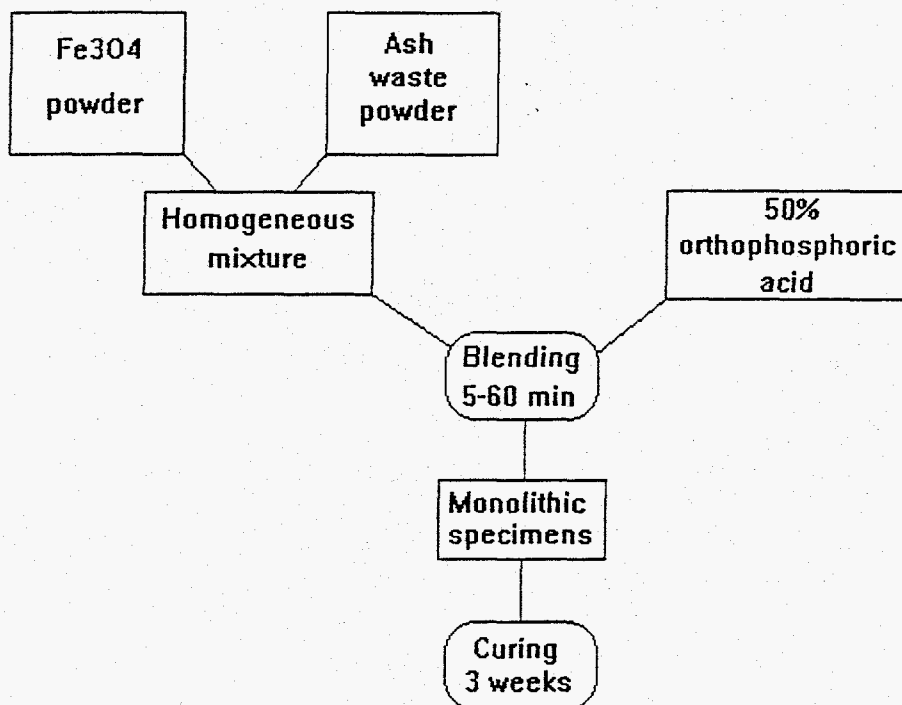 Fe3O4
powder
Ash
waste
powder
Homogeneous
mixture
50%
orthophosphoric
acid
Blending
5-60 min
Monolithic
specimens
Curing
3 weeks